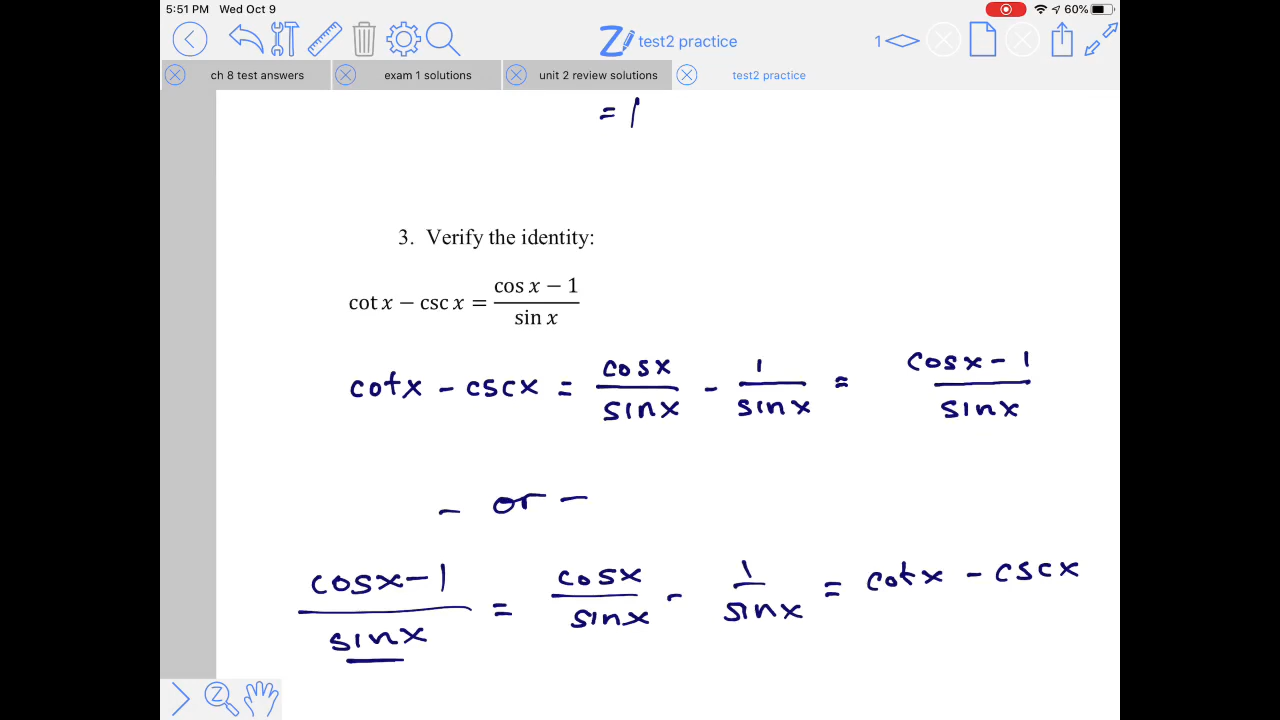 5:51 PM Wed Oct 9 60%
test2 practice 1
ch 8 test answers exam 1 solutions unit 2 review solutions test2 practice
= 1
3. Verify the identity:
cot x − csc x = (cos x − 1)/(sin x)
cotx - cscx = cosx/sinx - 1/sinx = (cosx - 1)/sinx
- or -
(cosx - 1)/sinx = cosx/sinx - 1/sinx = cotx - cscx